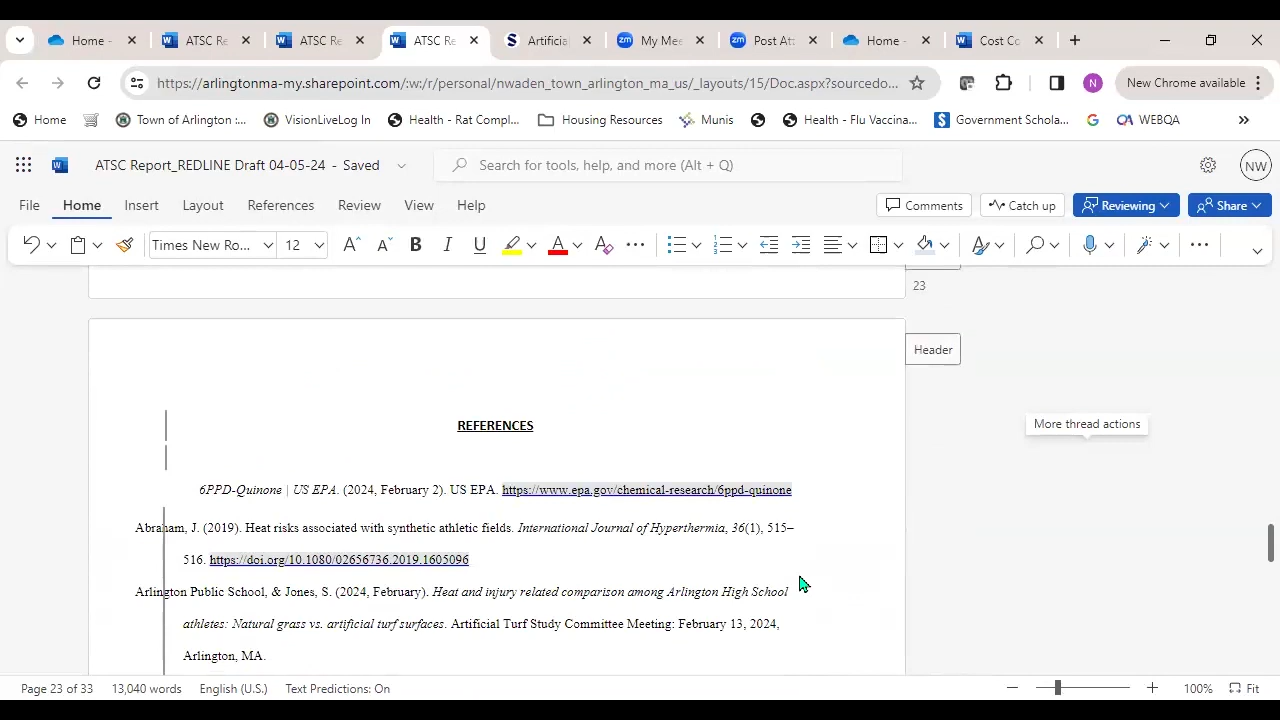 Home -
ATSC Re
ATSC Re
ATSC Re
Artificia
My Mee
Post Att
Home -
Cost Co
https://arlingtonma-my.sharepoint.com/:w:/r/personal/nwaden_town_arlington_ma_us/_layouts/15/Doc.aspx?sourcedo...
N
New Chrome available
Home
Town of Arlington :...
VisionLiveLog In
Health - Rat Compl...
Housing Resources
Munis
Health - Flu Vaccina...
Government Schola...
WEBQA
ATSC Report_REDLINE Draft 04-05-24 - Saved
Search for tools, help, and more (Alt + Q)
NW
File Home Insert Layout References Review View Help
Comments
Catch up
Reviewing
Share
Times New Ro...
12
23
Header
More thread actions
REFERENCES
6PPD-Quinone | US EPA. (2024, February 2). US EPA. https://www.epa.gov/chemical-research/6ppd-quinone
Abraham, J. (2019). Heat risks associated with synthetic athletic fields. International Journal of Hyperthermia, 36(1), 515–
516. https://doi.org/10.1080/02656736.2019.1605096
Arlington Public School, & Jones, S. (2024, February). Heat and injury related comparison among Arlington High School
athletes: Natural grass vs. artificial turf surfaces. Artificial Turf Study Committee Meeting: February 13, 2024,
Arlington, MA.
Page 23 of 33
13,040 words
English (U.S.)
Text Predictions: On
100%
Fit